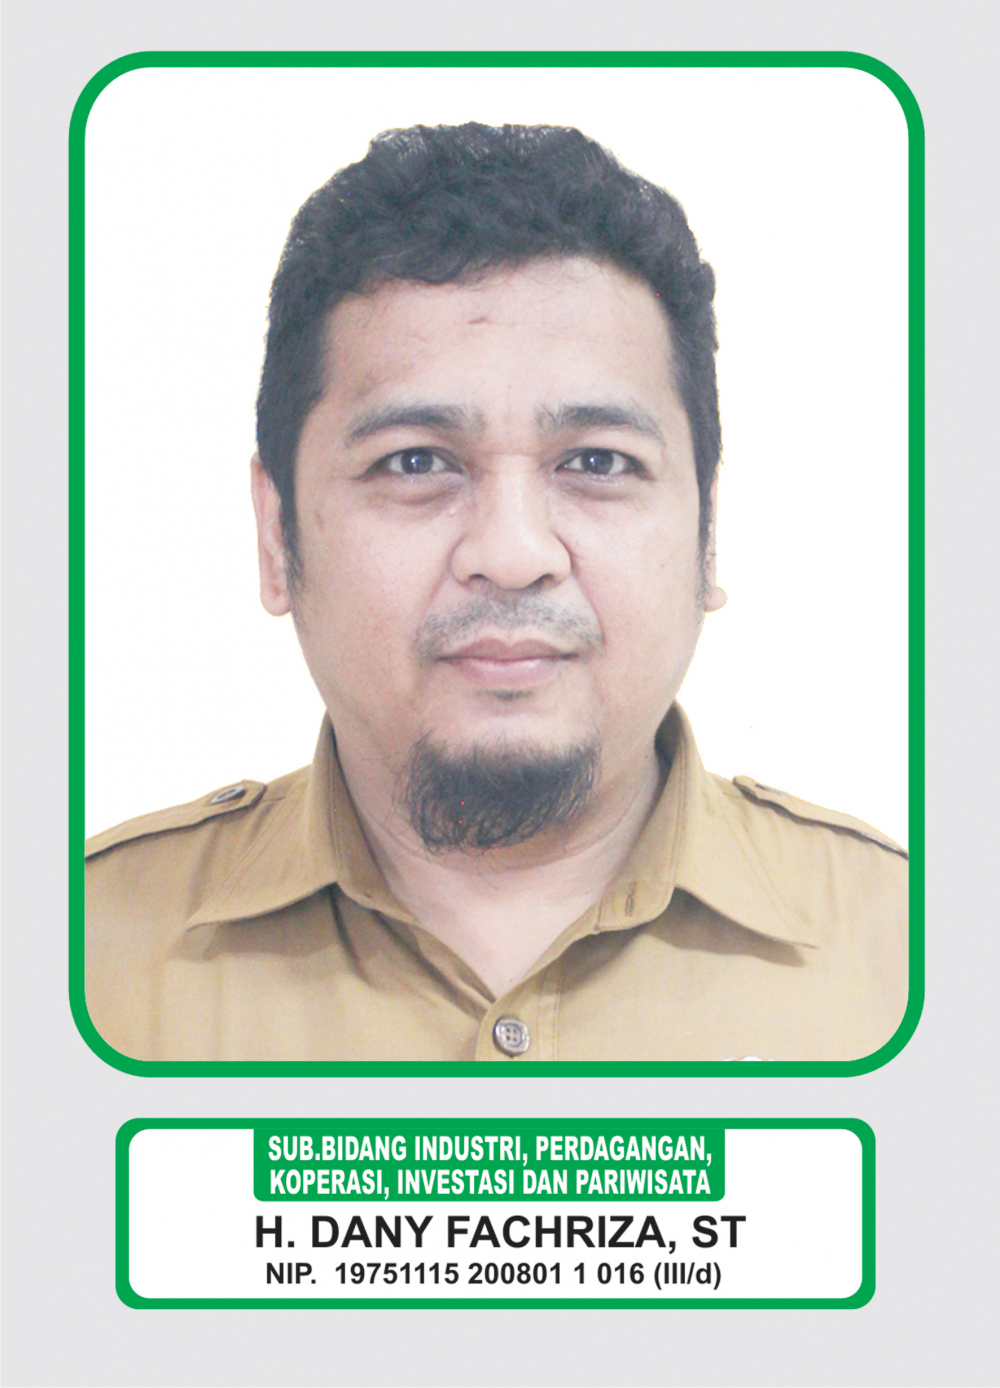 SUB.BIDANG INDUSTRI, PERDAGANGAN,
KOPERASI, INVESTASI DAN PARIWISATA
H. DANY FACHRIZA, ST
NIP.  19751115 200801 1 016 (III/d)